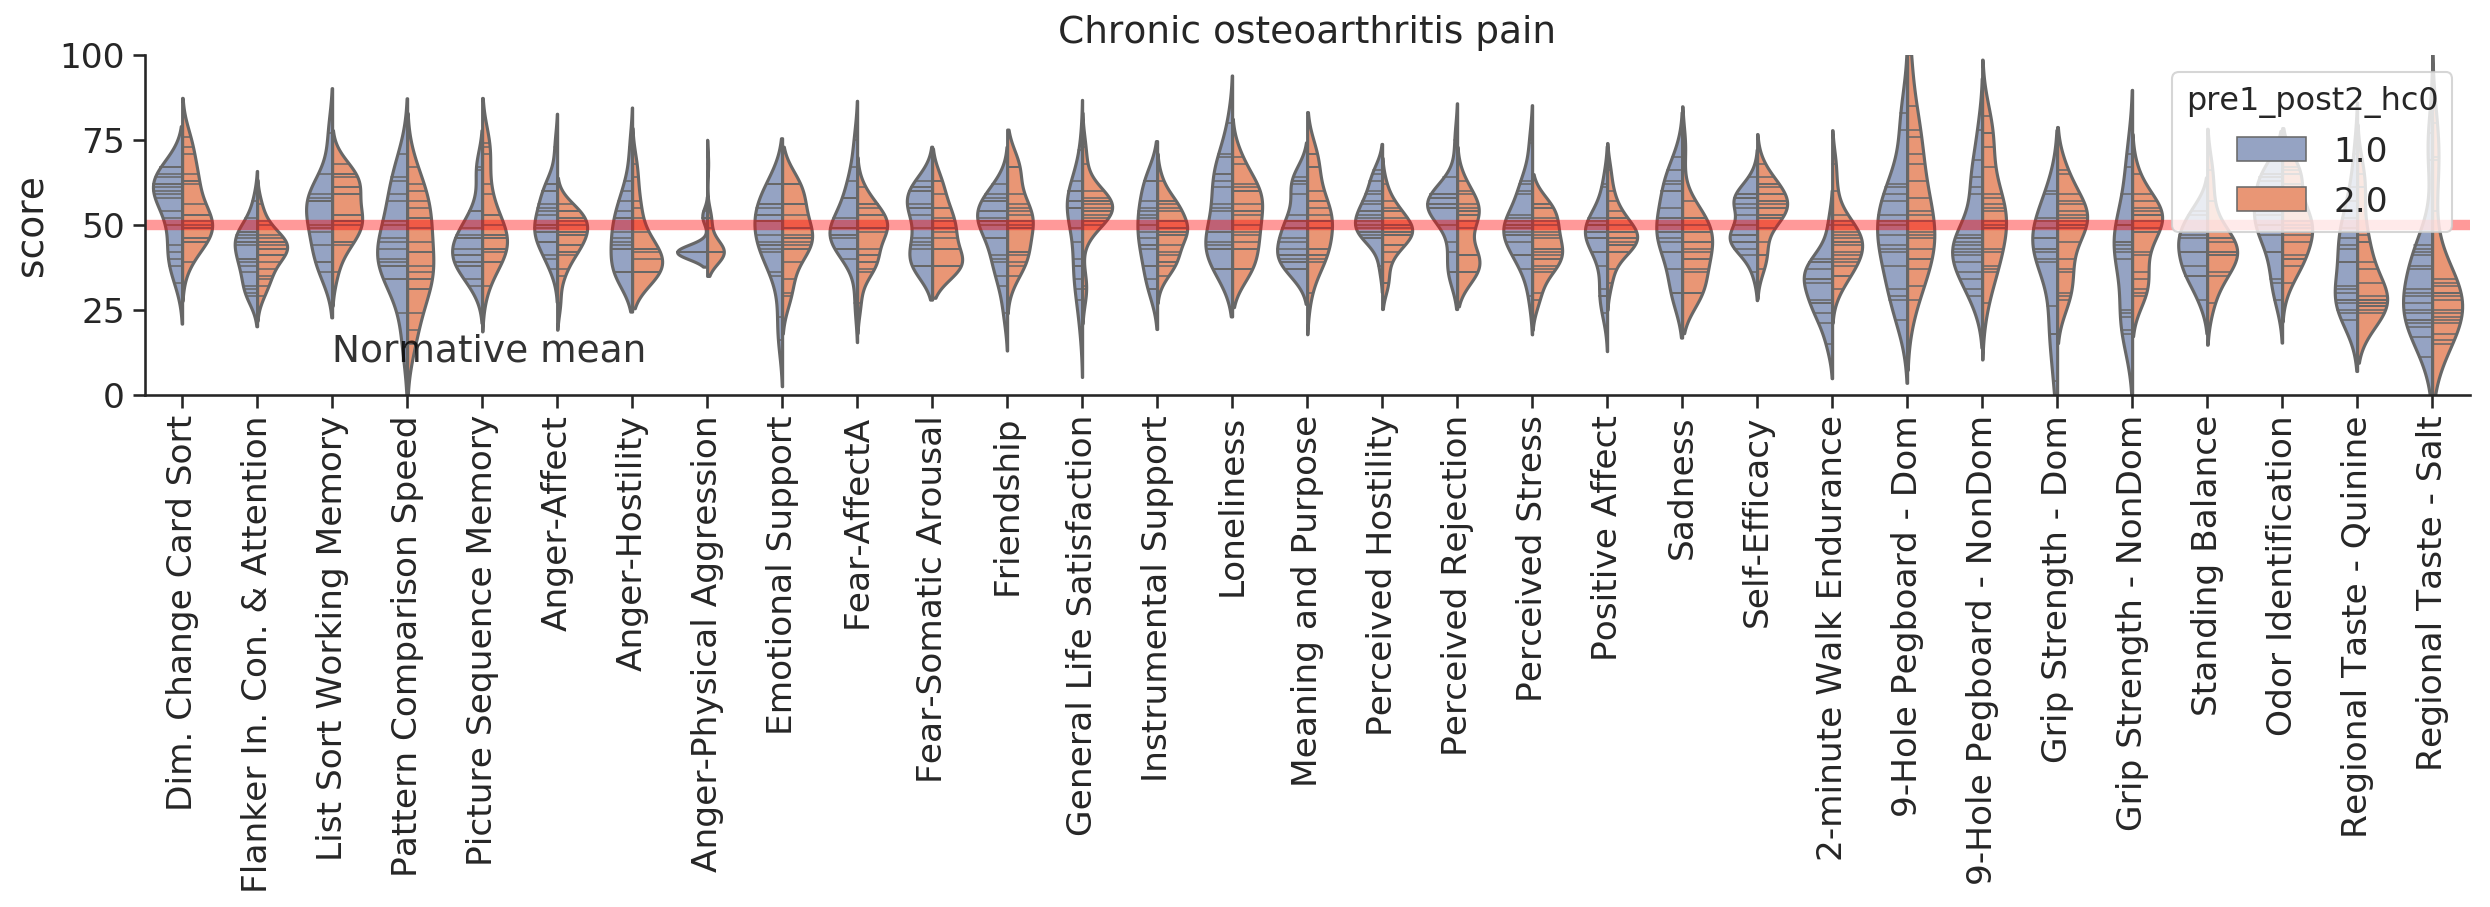 Chronic osteoarthritis pain
100
75
50
25
0
score
Normative mean
pre1_post2_hc0
1.0
2.0
Dim. Change Card Sort
Flanker In. Con. & Attention
List Sort Working Memory
Pattern Comparison Speed
Picture Sequence Memory
Anger-Affect
Anger-Hostility
Anger-Physical Aggression
Emotional Support
Fear-AffectA
Fear-Somatic Arousal
Friendship
General Life Satisfaction
Instrumental Support
Loneliness
Meaning and Purpose
Perceived Hostility
Perceived Rejection
Perceived Stress
Positive Affect
Sadness
Self-Efficacy
2-minute Walk Endurance
9-Hole Pegboard - Dom
9-Hole Pegboard - NonDom
Grip Strength - Dom
Grip Strength - NonDom
Standing Balance
Odor Identification
Regional Taste - Quinine
Regional Taste - Salt